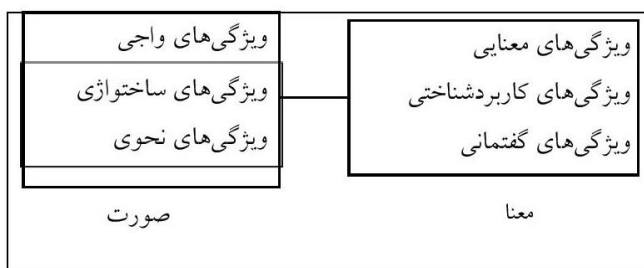 ویژگی‌های معنایی
ویژگی‌های کاربردشناختی
ویژگی‌های گفتمانی
معنا
ویژگی‌های واجی
ویژگی‌های ساختواژی
ویژگی‌های نحوی
صورت